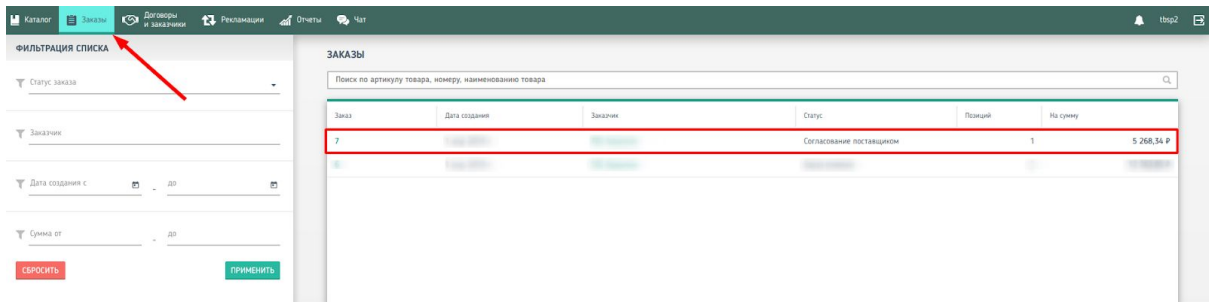 Каталог Заказы Договоры и заказчики Рекламации Отчеты Чат tbsp2
ФИЛЬТРАЦИЯ СПИСКА
Статус заказа
Заказчик
Дата создания с - до
Сумма от - до
СБРОСИТЬ ПРИМЕНИТЬ
ЗАКАЗЫ
Поиск по артикулу товара, номеру, наименованию товара
Заказ Дата создания Заказчик Статус Позиций На сумму
7 Согласование поставщиком 1 5 268,34 ₽